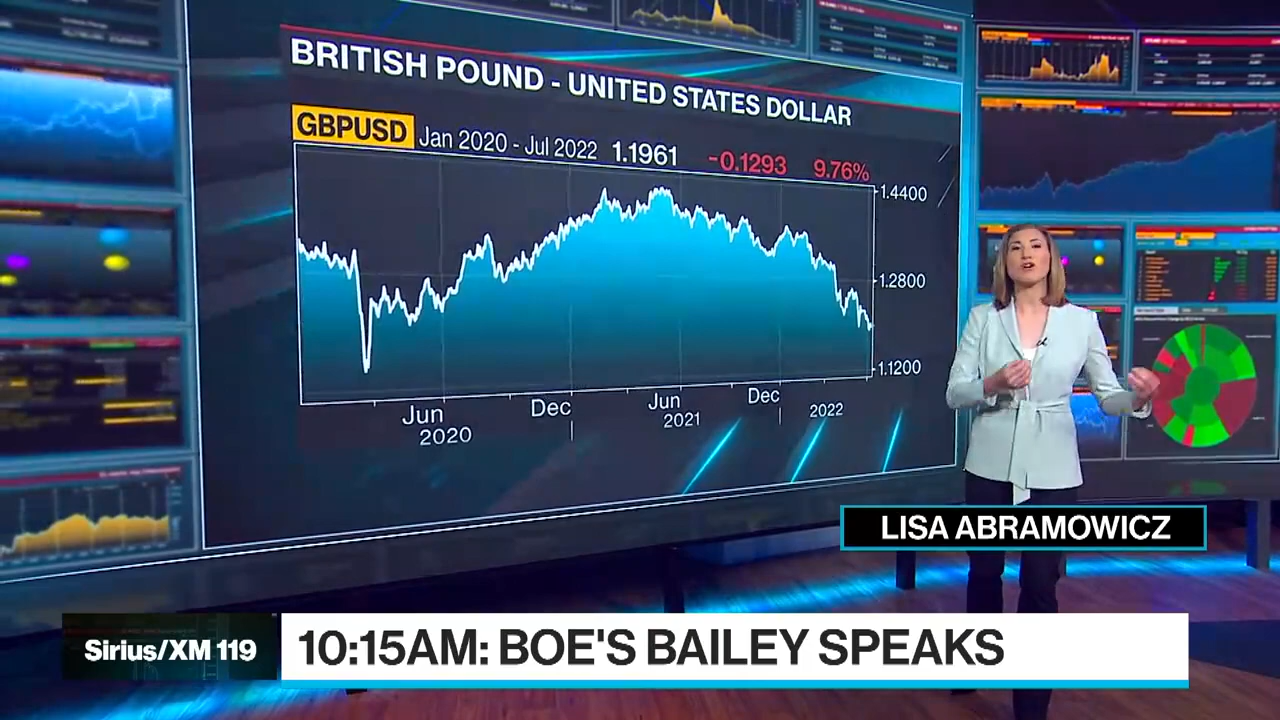 BRITISH POUND - UNITED STATES DOLLAR
GBPUSD Jan 2020 - Jul 2022 1.1961 -0.1293 9.76%
1.4400
1.2800
1.1200
Jun Dec Jun Dec 2022
2020 2021
LISA ABRAMOWICZ
Sirius/XM 119 10:15AM: BOE'S BAILEY SPEAKS